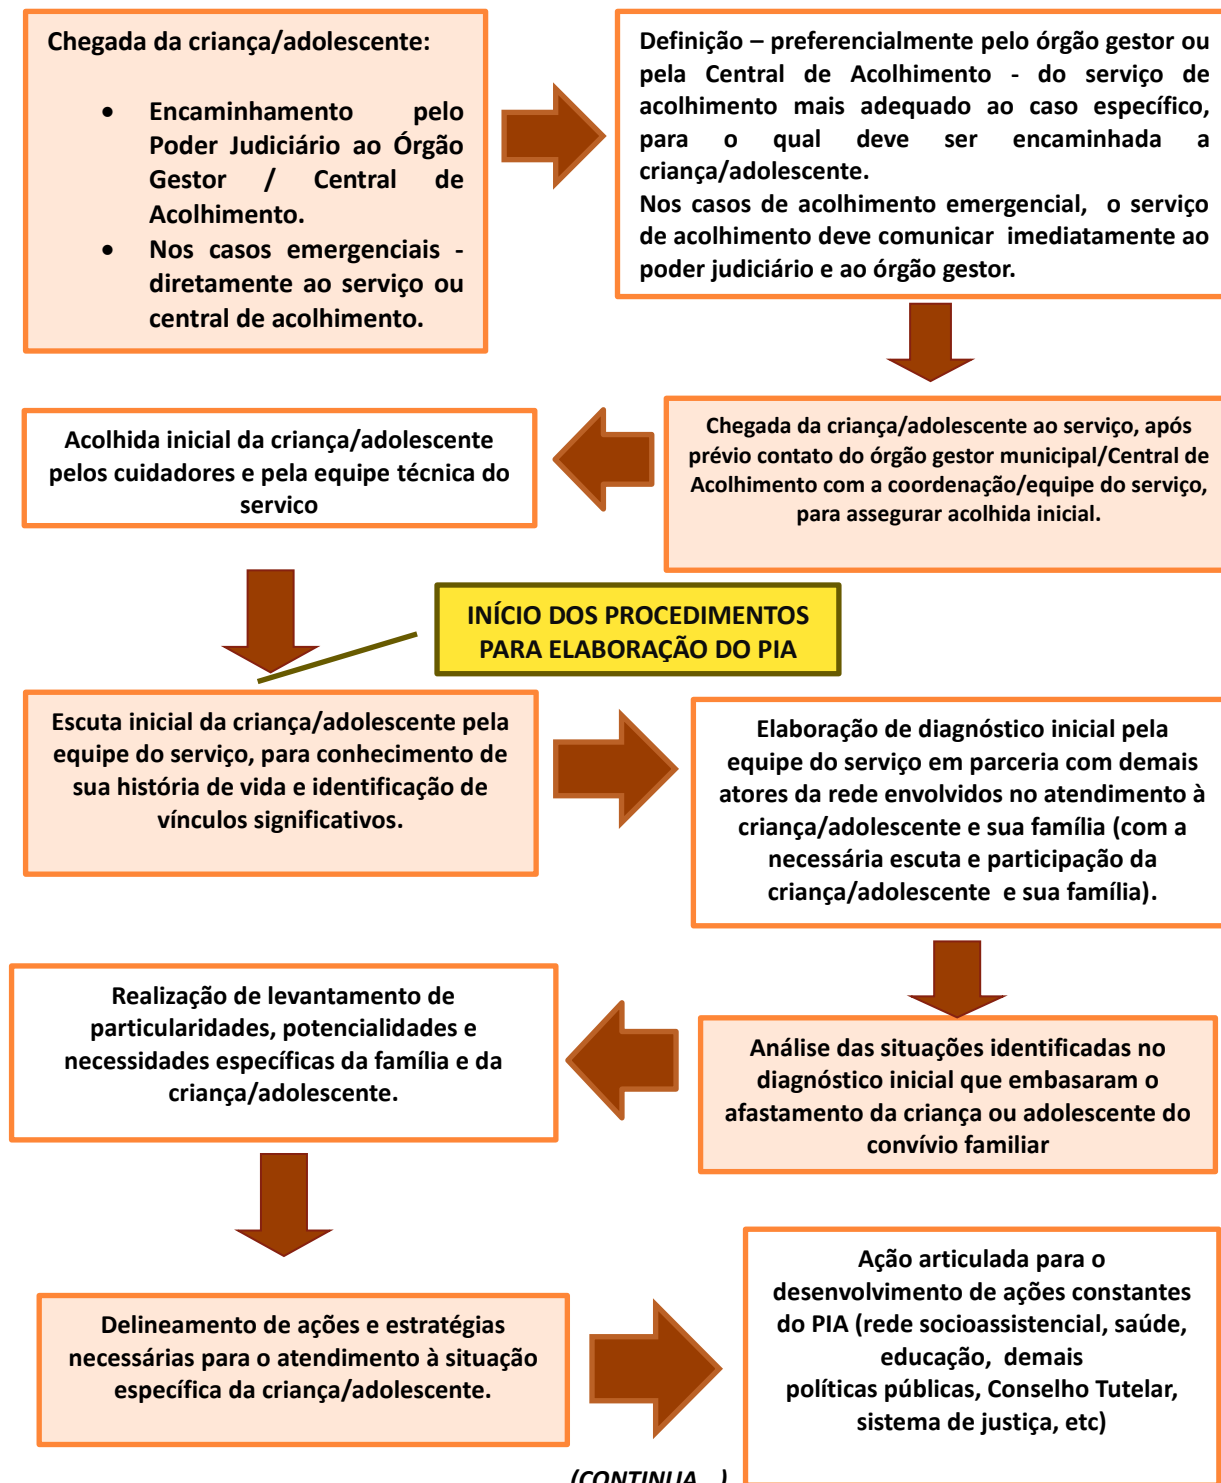 Chegada da criança/adolescente:
• Encaminhamento pelo
Poder Judiciário ao Órgão
Gestor / Central de
Acolhimento.
• Nos casos emergenciais -
diretamente ao serviço ou
central de acolhimento.
Definição – preferencialmente pelo órgão gestor ou
pela Central de Acolhimento - do serviço de
acolhimento mais adequado ao caso específico,
para o qual deve ser encaminhada a
criança/adolescente.
Nos casos de acolhimento emergencial, o serviço
de acolhimento deve comunicar imediatamente ao
poder judiciário e ao órgão gestor.
Chegada da criança/adolescente ao serviço, após
prévio contato do órgão gestor municipal/Central de
Acolhimento com a coordenação/equipe do serviço,
para assegurar acolhida inicial.
Acolhida inicial da criança/adolescente
pelos cuidadores e pela equipe técnica do
servico
INÍCIO DOS PROCEDIMENTOS
PARA ELABORAÇÃO DO PIA
Escuta inicial da criança/adolescente pela
equipe do serviço, para conhecimento de
sua história de vida e identificação de
vínculos significativos.
Elaboração de diagnóstico inicial pela
equipe do serviço em parceria com demais
atores da rede envolvidos no atendimento à
criança/adolescente e sua família (com a
necessária escuta e participação da
criança/adolescente e sua família).
Análise das situações identificadas no
diagnóstico inicial que embasaram o
afastamento da criança ou adolescente do
convívio familiar
Realização de levantamento de
particularidades, potencialidades e
necessidades específicas da família e da
criança/adolescente.
Delineamento de ações e estratégias
necessárias para o atendimento à situação
específica da criança/adolescente.
Ação articulada para o
desenvolvimento de ações constantes
do PIA (rede socioassistencial, saúde,
educação, demais
políticas públicas, Conselho Tutelar,
sistema de justiça, etc)
(CONTINUA...)